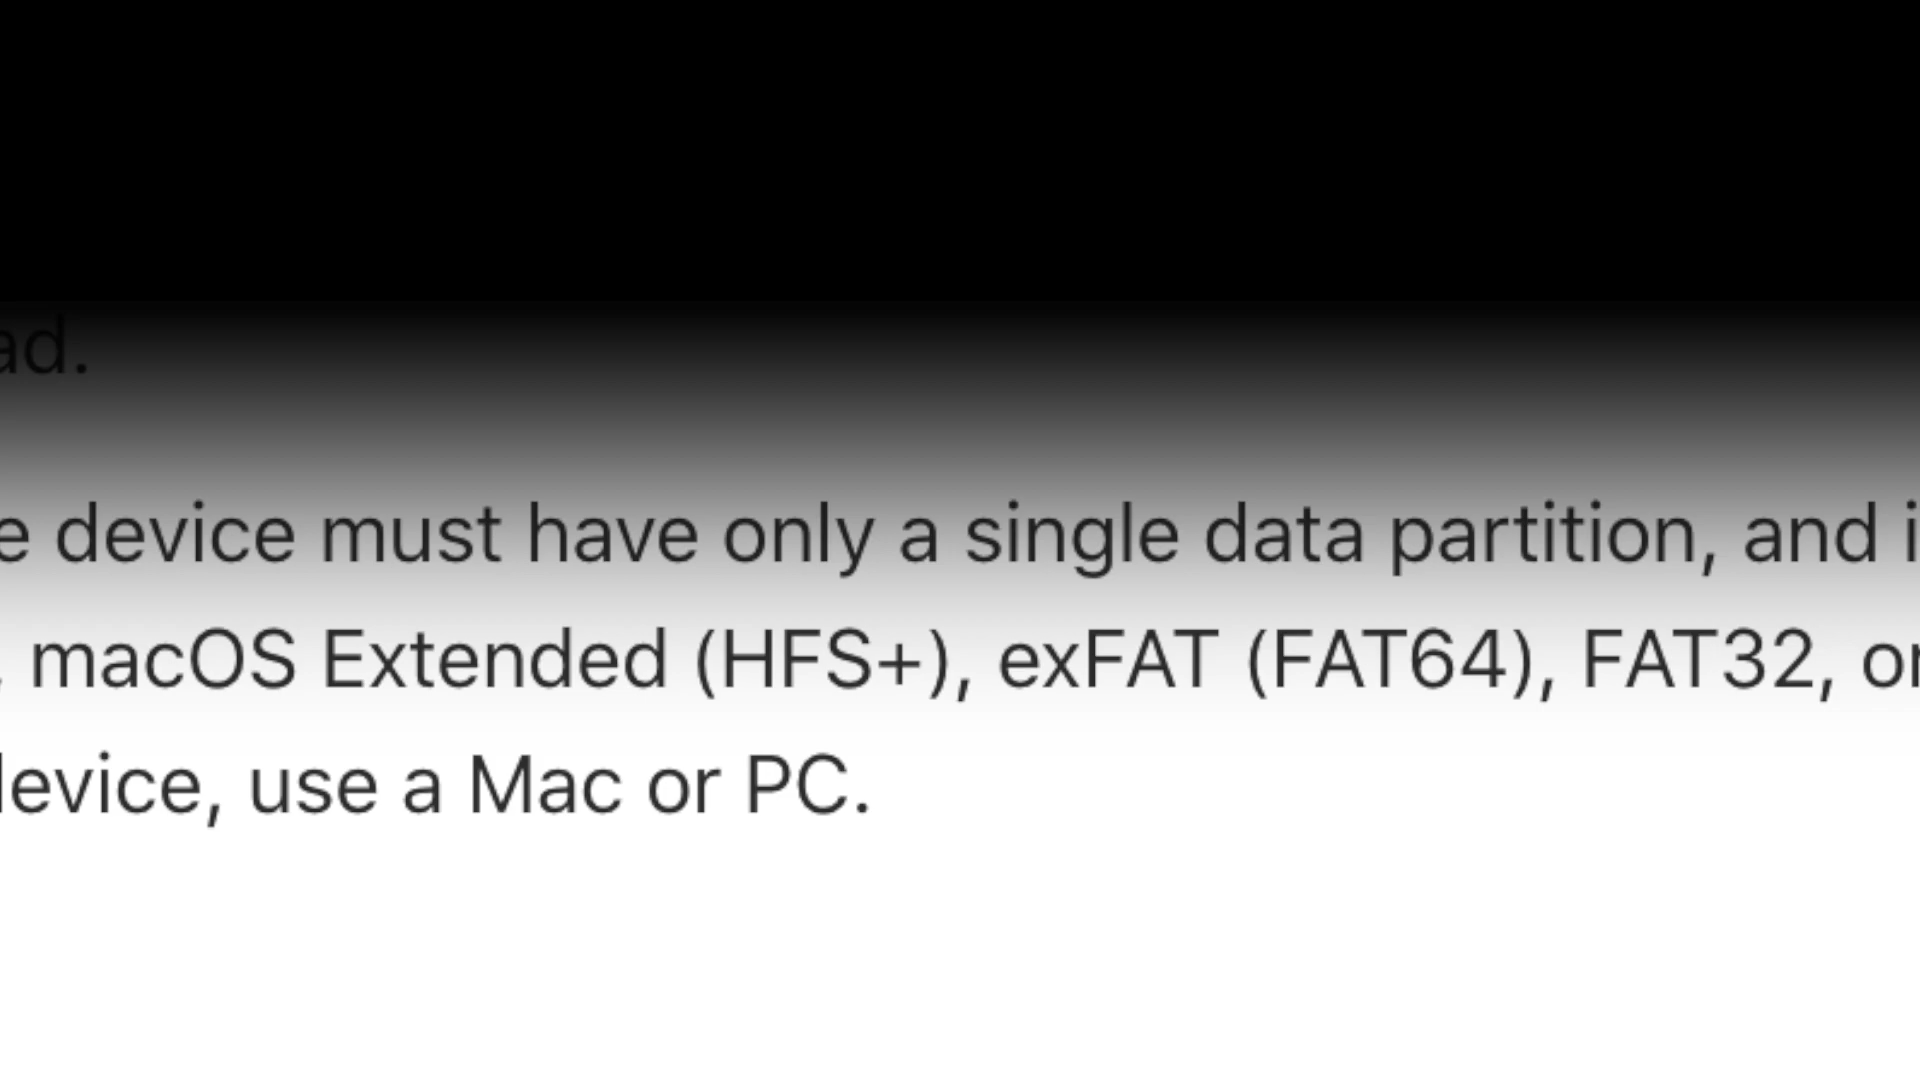 ad.
e device must have only a single data partition, and i
, macOS Extended (HFS+), exFAT (FAT64), FAT32, or
device, use a Mac or PC.